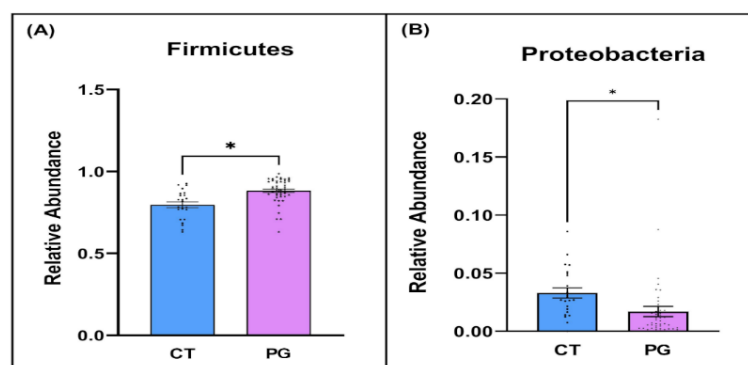 (A)
Firmicutes
Relative Abundance
1.5
1.0
0.5
0.0
*
CT
PG
(B)
Proteobacteria
Relative Abundance
0.20
0.15
0.10
0.05
0.00
*
CT
PG